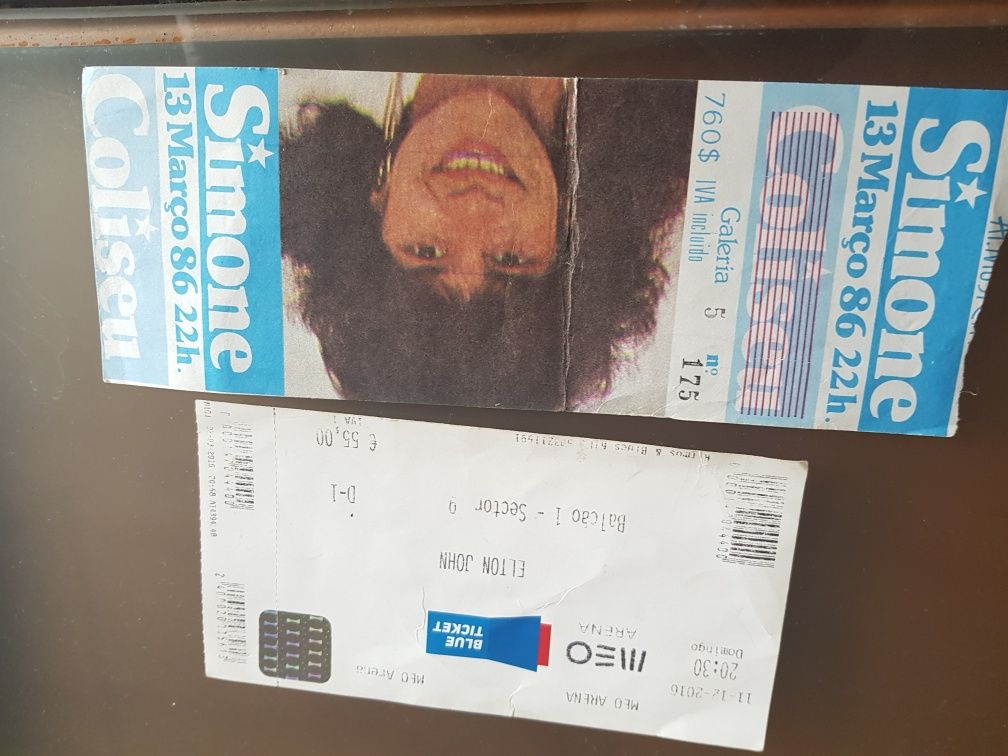 Simone
13 Março 86 22h.
Coliseu
Simone
13 Março 86 22h.
Coliseu
Galeria 5 nº 175
760$ IVA incluido
11-12-2016 MEO ARENA
20:30
Domingo
MEO
ARENA
BLUE
TICKET
MEO Arena
ELTON JOHN
Balcao 1 - Sector 9 D-1
€ 55,00